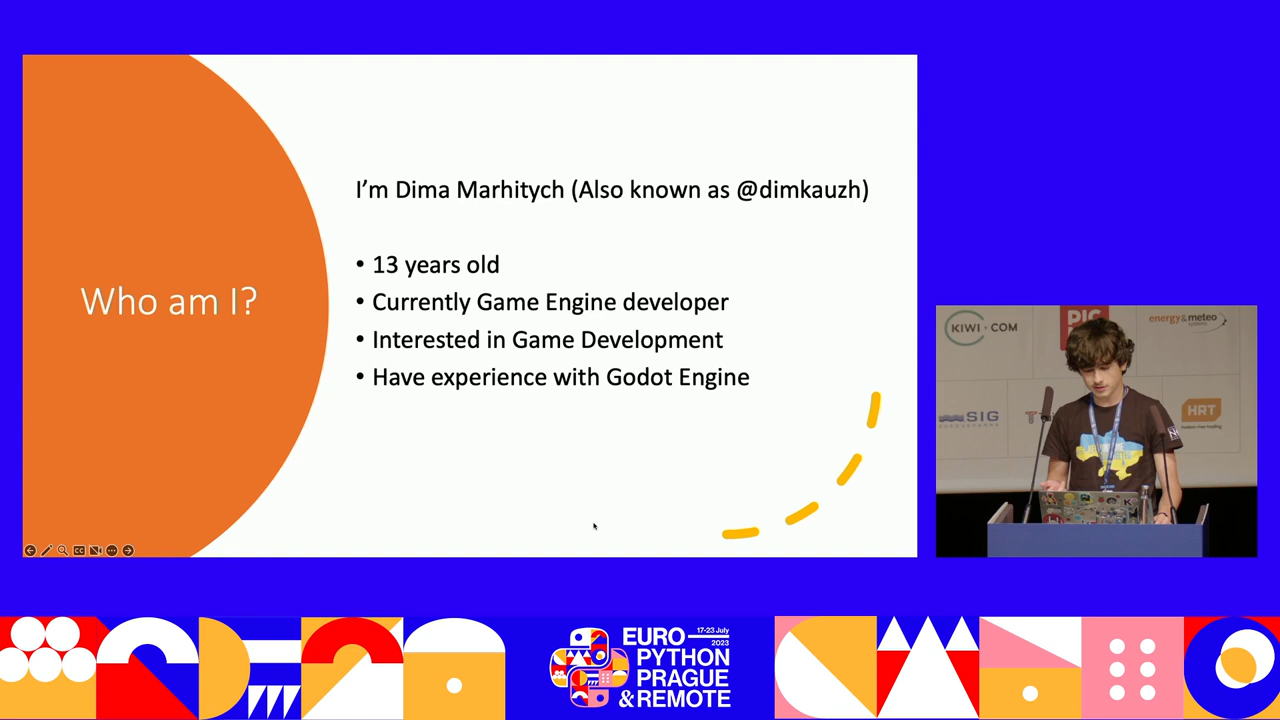 Who am I?
I’m Dima Marhitych (Also known as @dimkauzh)
• 13 years old
• Currently Game Engine developer
• Interested in Game Development
• Have experience with Godot Engine
KIWI.COM
energy & meteo
systems
SIG
HRT
EURO
17-23 July
2023
PYTHON
PRAGUE
& REMOTE